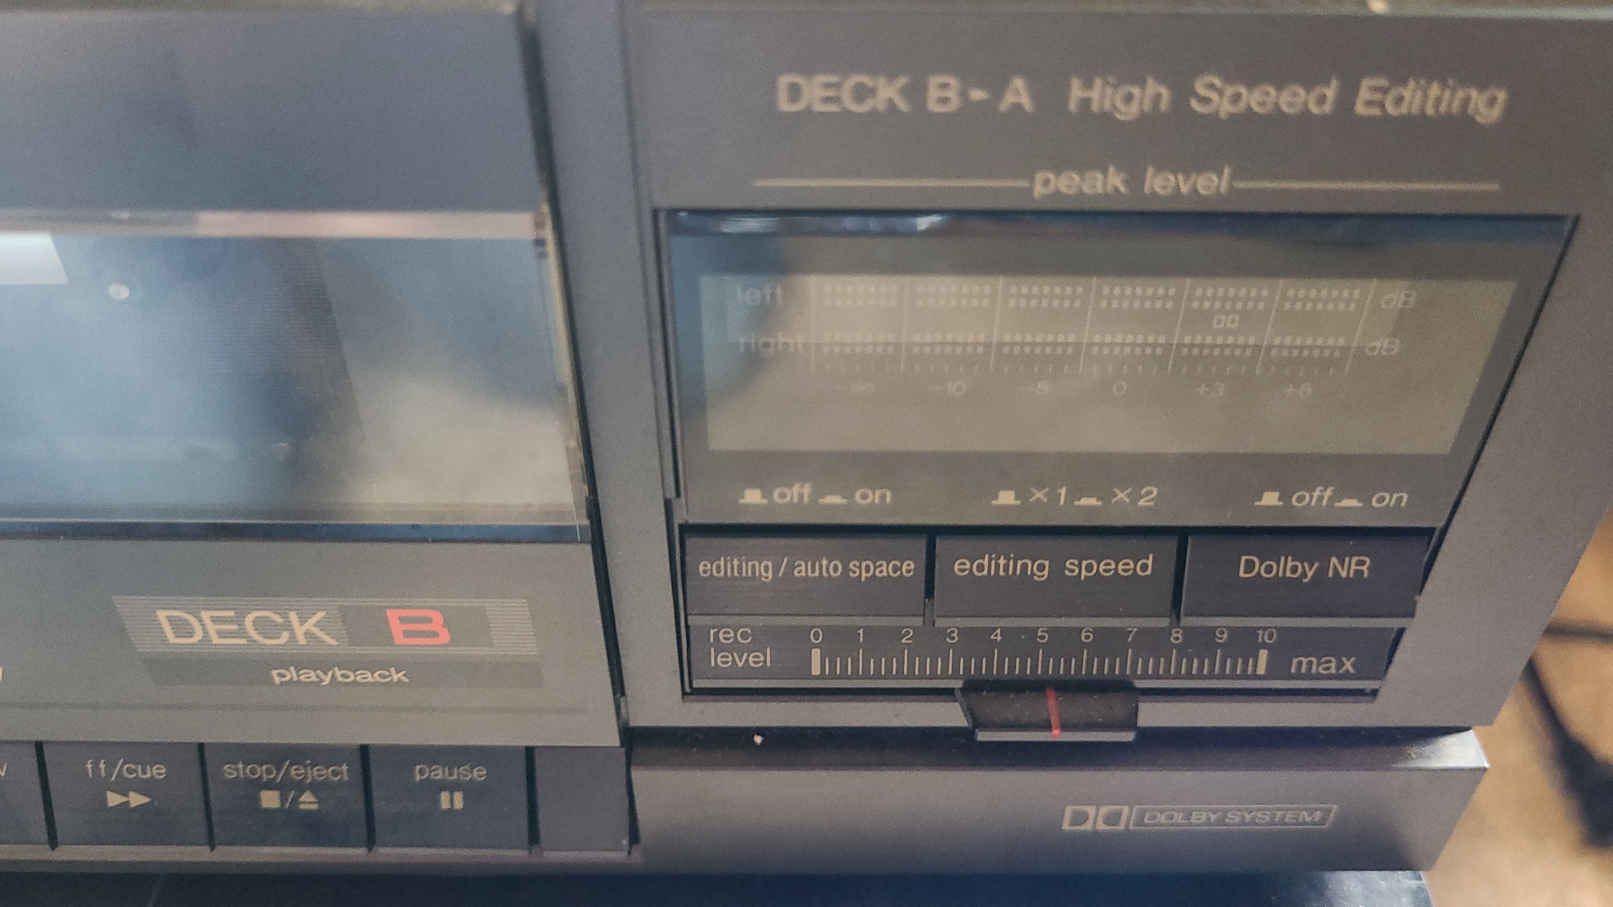 DECK B▸A High Speed Editing
peak level
left dB
right dB
-10 -5 0 +3 +6
off on
×1 ×2
off on
editing / auto space
editing speed
Dolby NR
rec level
0 1 2 3 4 5 6 7 8 9 10
max
DECK B
playback
ff/cue
stop/eject
pause
DOLBY SYSTEM